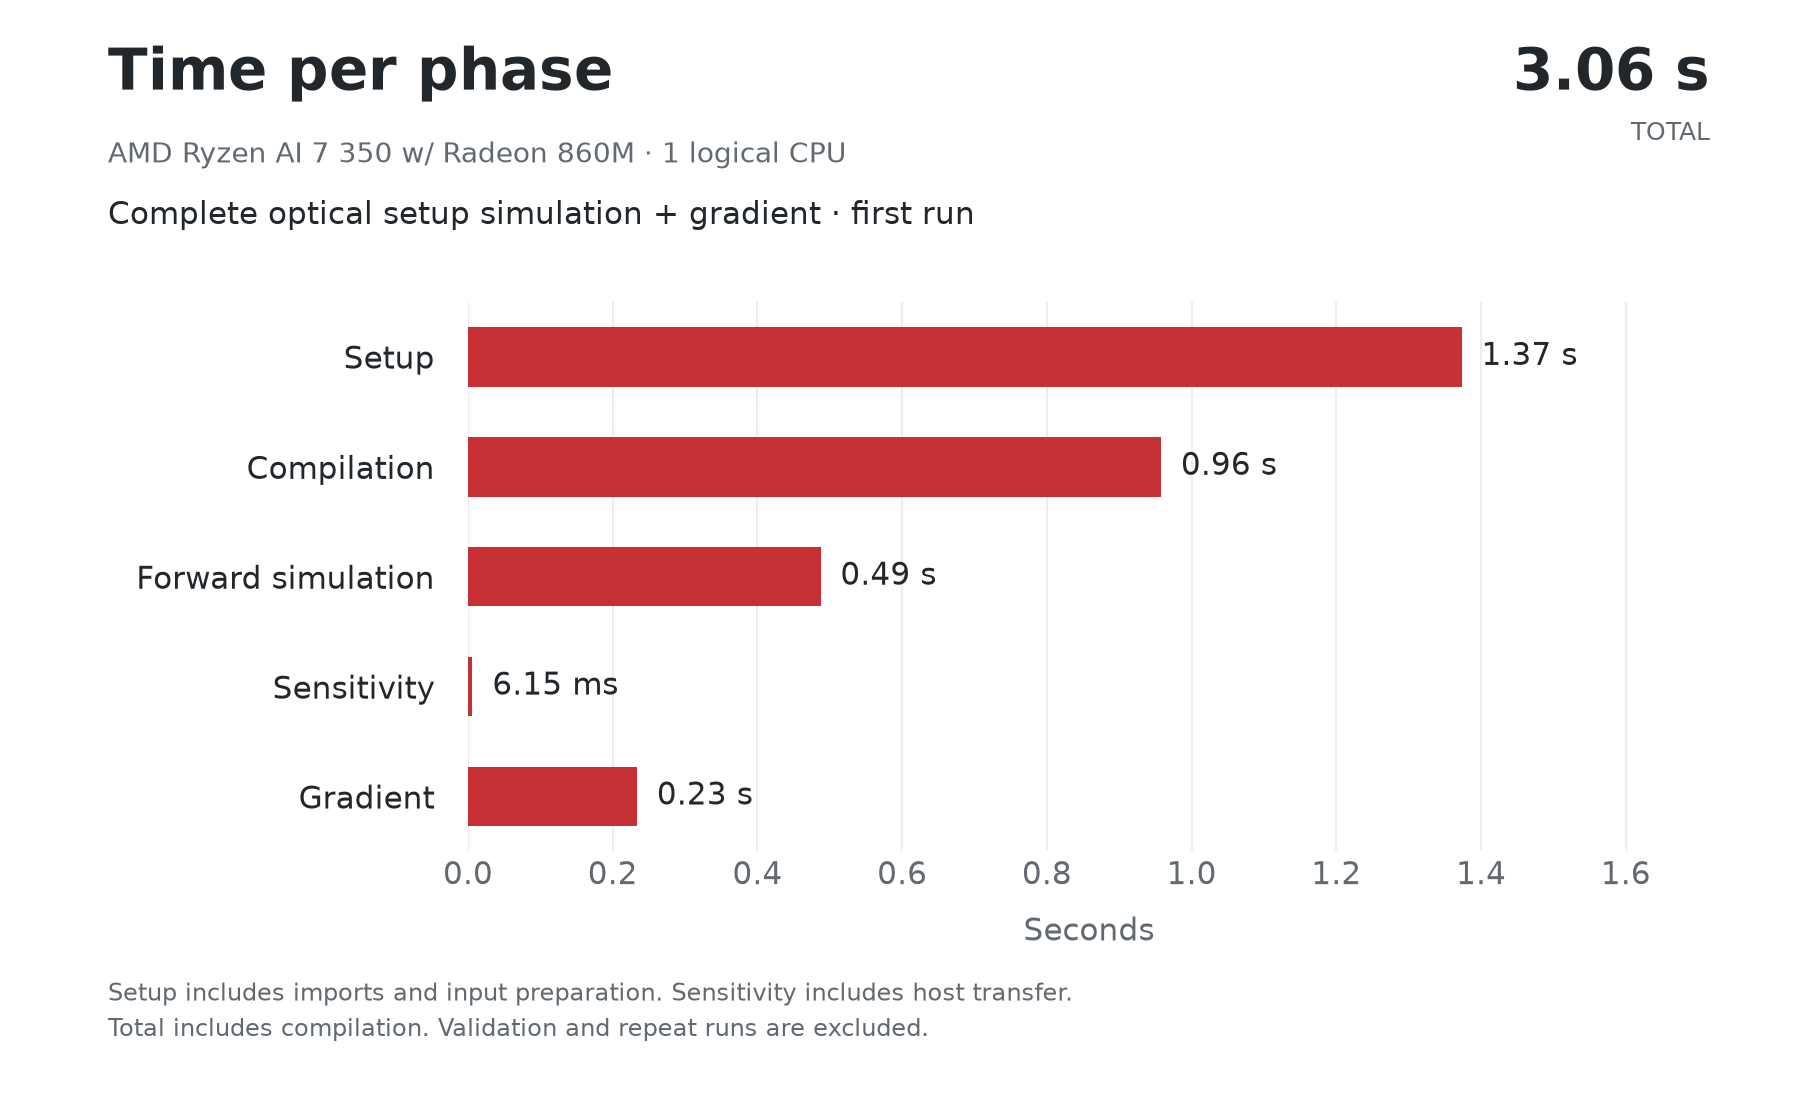 Time per phase
3.06 s
TOTAL
AMD Ryzen AI 7 350 w/ Radeon 860M · 1 logical CPU
Complete optical setup simulation + gradient · first run
Setup
1.37 s
Compilation
0.96 s
Forward simulation
0.49 s
Sensitivity
6.15 ms
Gradient
0.23 s
0.0 0.2 0.4 0.6 0.8 1.0 1.2 1.4 1.6
Seconds
Setup includes imports and input preparation. Sensitivity includes host transfer.
Total includes compilation. Validation and repeat runs are excluded.